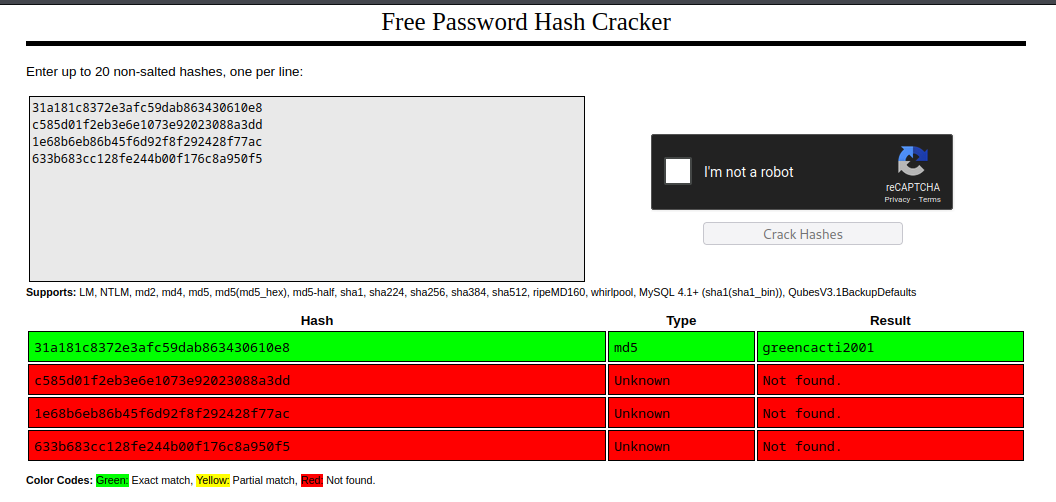 Free Password Hash Cracker
Enter up to 20 non-salted hashes, one per line:
31a181c8372e3afc59dab863430610e8
c585d01f2eb3e6e1073e92023088a3dd
1e68b6eb86b45f6d92f8f292428f77ac
633b683cc128fe244b00f176c8a950f5
I'm not a robot
reCAPTCHA
Privacy - Terms
Crack Hashes
Supports: LM, NTLM, md2, md4, md5, md5(md5_hex), md5-half, sha1, sha224, sha256, sha384, sha512, ripeMD160, whirlpool, MySQL 4.1+ (sha1(sha1_bin)), QubesV3.1BackupDefaults
Hash Type Result
31a181c8372e3afc59dab863430610e8 md5 greencacti2001
c585d01f2eb3e6e1073e92023088a3dd Unknown Not found.
1e68b6eb86b45f6d92f8f292428f77ac Unknown Not found.
633b683cc128fe244b00f176c8a950f5 Unknown Not found.
Color Codes: Green: Exact match, Yellow: Partial match, Red: Not found.